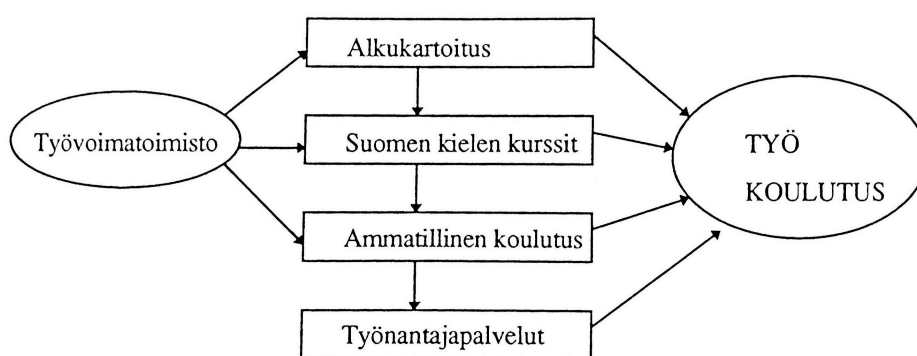 Alkukartoitus
Työvoimatoimisto
Suomen kielen kurssit
TYÖ
KOULUTUS
Ammatillinen koulutus
Työnantajapalvelut